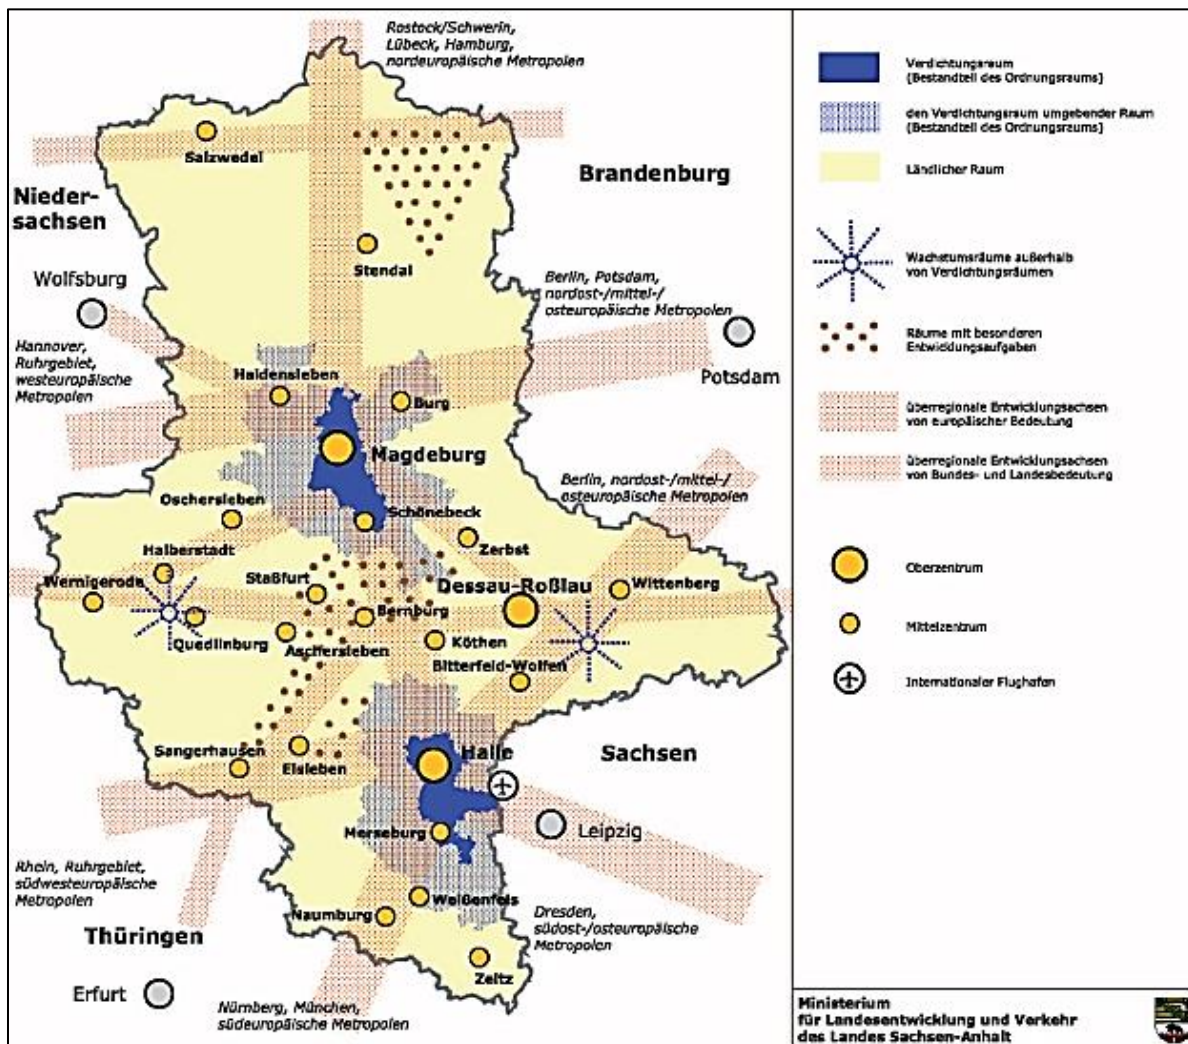 Rostock/Schwerin,
Lübeck, Hamburg,
nordeuropäische Metropolen
Salzwedel
Brandenburg
Nieder-
sachsen
Stendal
Wolfsburg
Berlin, Potsdam,
nordost-/mittel-/
osteuropäische Metropolen
Hannover,
Ruhrgebiet,
westeuropäische
Metropolen
Haldensleben
Burg
Potsdam
Magdeburg
Berlin, nordost-/mittel-/
osteuropäische Metropolen
Oschersleben
Schönebeck
Halberstadt
Zerbst
Wernigerode
Staßfurt
Dessau-Roßlau
Wittenberg
Bernburg
Quedlinburg
Aschersleben
Köthen
Bitterfeld-Wolfen
Sangerhausen
Eisleben
Halle
Sachsen
Merseburg
Leipzig
Rhein, Ruhrgebiet,
südwesteuropäische
Metropolen
Weißenfels
Naumburg
Dresden,
südost-/osteuropäische
Metropolen
Thüringen
Zeitz
Erfurt
Nürnberg, München,
südeuropäische Metropolen
Verdichtungsraum
(Bestandteil des Ordnungsraums)
den Verdichtungsraum umgebender Raum
(Bestandteil des Ordnungsraums)
Ländlicher Raum
Wachstumsräume außerhalb
von Verdichtungsräumen
Räume mit besonderen
Entwicklungsaufgaben
überregionale Entwicklungsachsen
von europäischer Bedeutung
überregionale Entwicklungsachsen
von Bundes- und Landesbedeutung
Oberzentrum
Mittelzentrum
Internationaler Flughafen
Ministerium
für Landesentwicklung und Verkehr
des Landes Sachsen-Anhalt